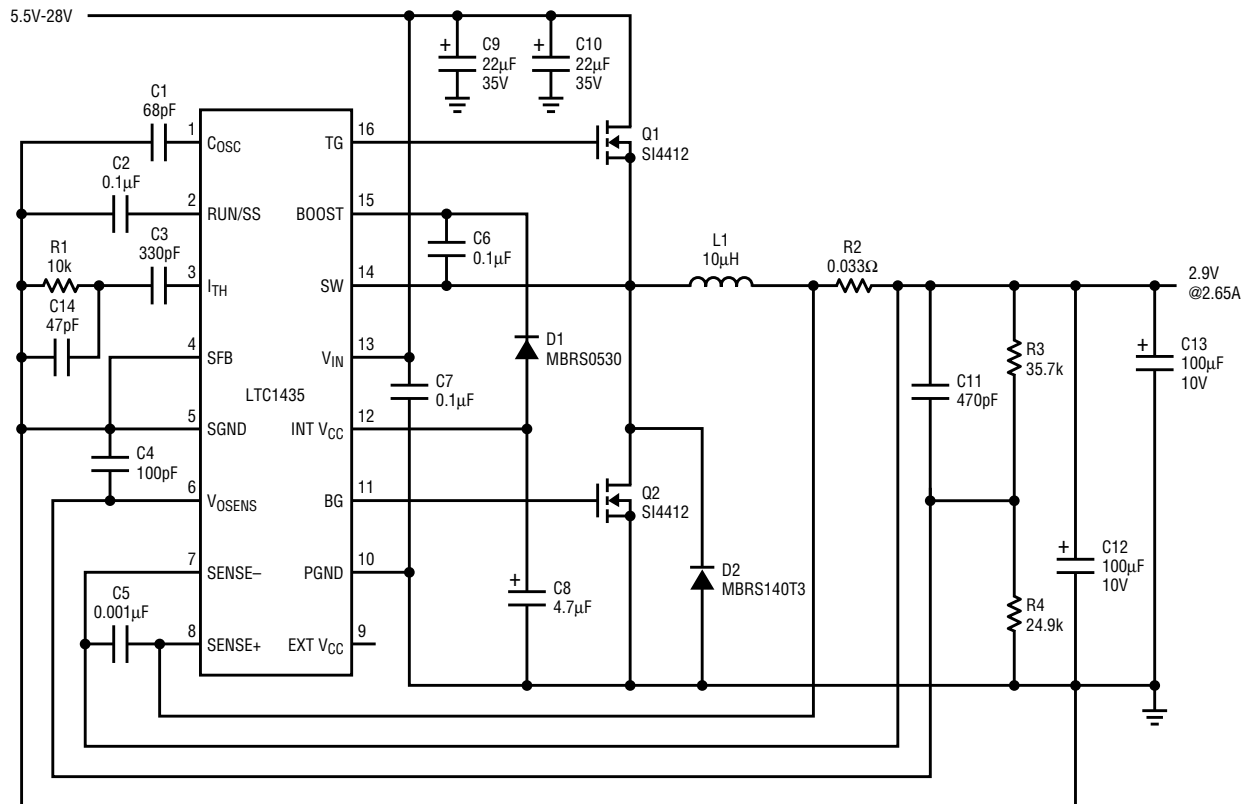 5.5V-28V
C9
22μF
35V
C10
22μF
35V
C1
68pF
1
COSC
TG
16
Q1
SI4412
C2
0.1μF
2
RUN/SS
BOOST
15
C6
0.1μF
R1
10k
C3
330pF
3
ITH
SW
14
L1
10μH
R2
0.033Ω
2.9V
@2.65A
C14
47pF
4
SFB
VIN
13
D1
MBRS0530
C7
0.1μF
LTC1435
R3
35.7k
C11
470pF
C13
100μF
10V
5
SGND
INT VCC
12
C4
100pF
6
VOSENS
BG
11
Q2
SI4412
7
SENSE–
PGND
10
C8
4.7μF
D2
MBRS140T3
C12
100μF
10V
R4
24.9k
C5
0.001μF
8
SENSE+
EXT VCC
9
+
+
+
+
+